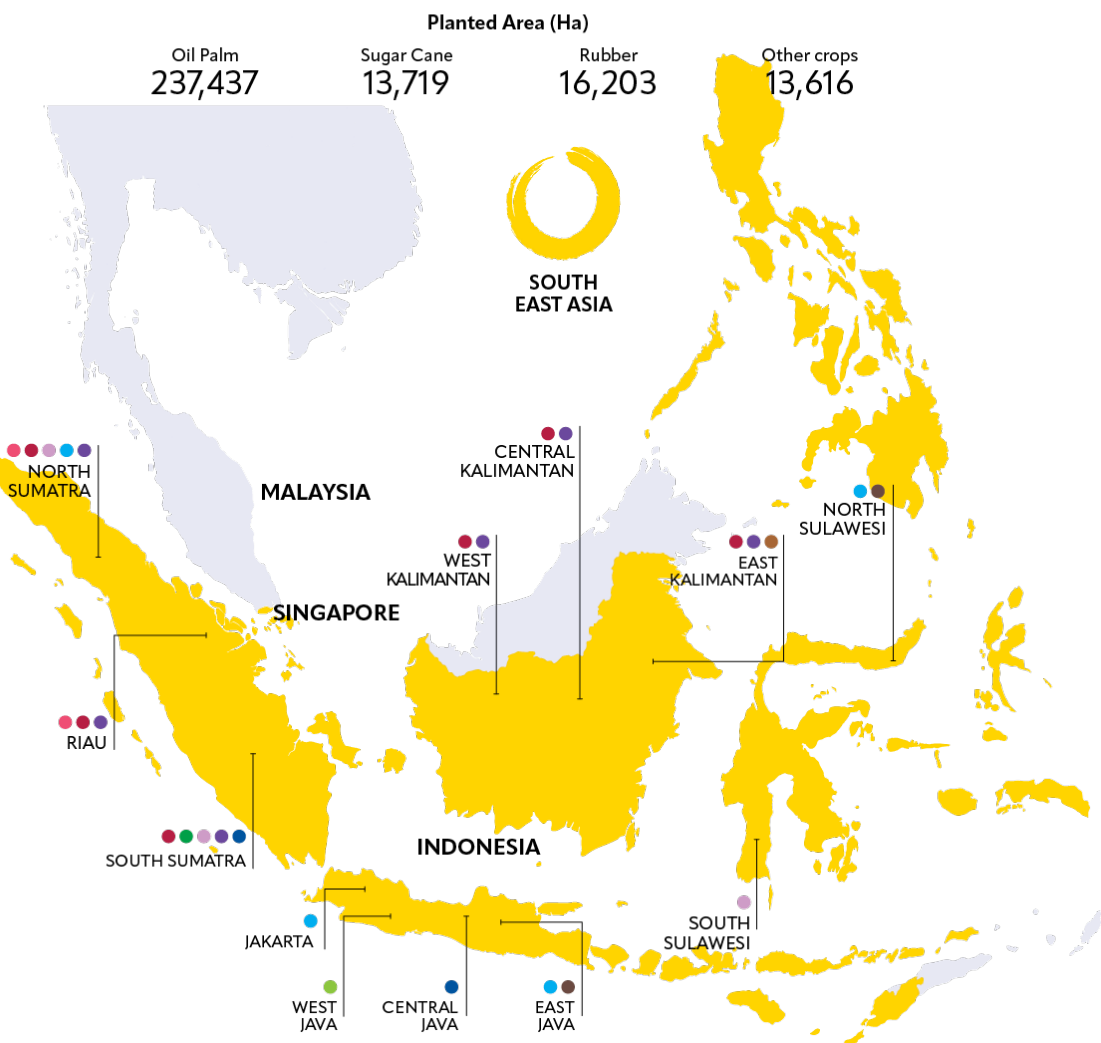 Planted Area (Ha)
Oil Palm
237,437
Sugar Cane
13,719
Rubber
16,203
Other crops
13,616
SOUTH
EAST ASIA
CENTRAL
KALIMANTAN
NORTH
SUMATRA
MALAYSIA
NORTH
SULAWESI
WEST
KALIMANTAN
EAST
KALIMANTAN
SINGAPORE
RIAU
INDONESIA
SOUTH SUMATRA
SOUTH
SULAWESI
JAKARTA
WEST
JAVA
CENTRAL
JAVA
EAST
JAVA